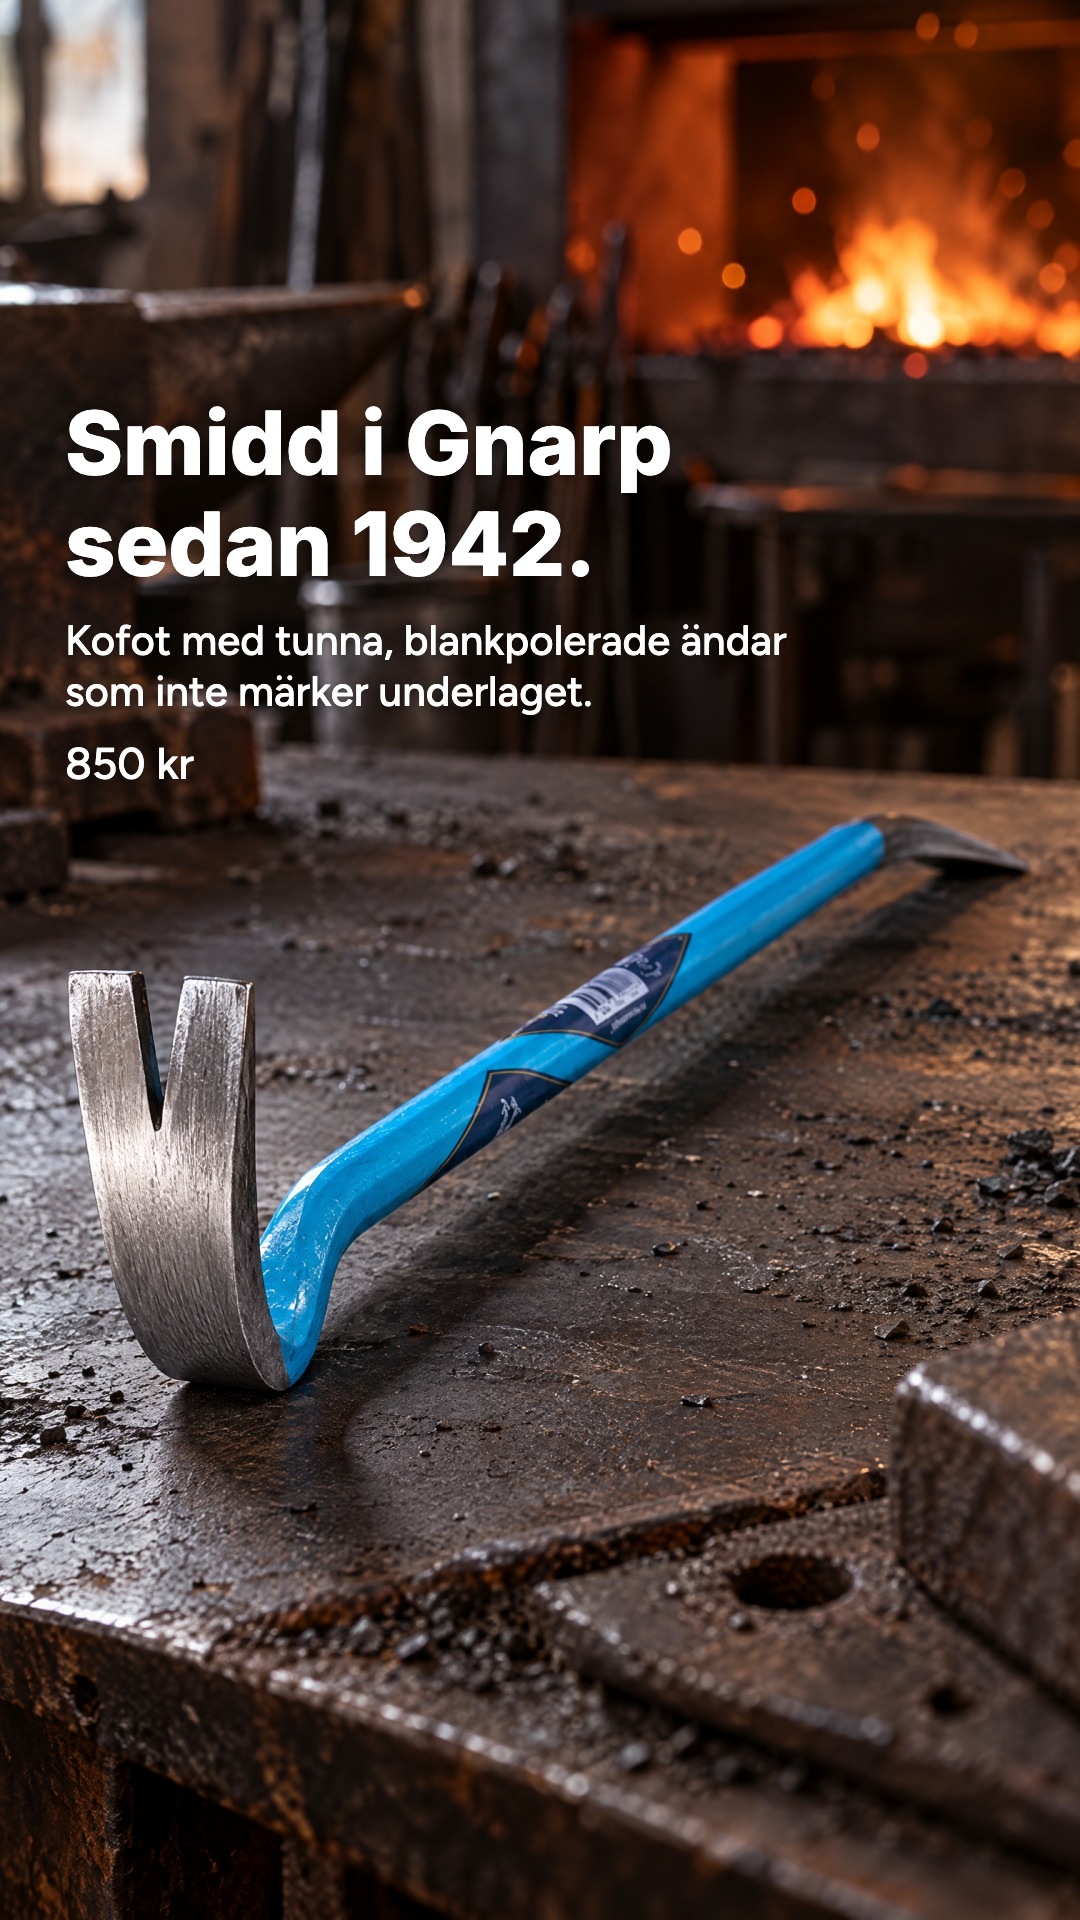 Smidd i Gnarp
sedan 1942.
Kofot med tunna, blankpolerade ändar
som inte märker underlaget.
850 kr